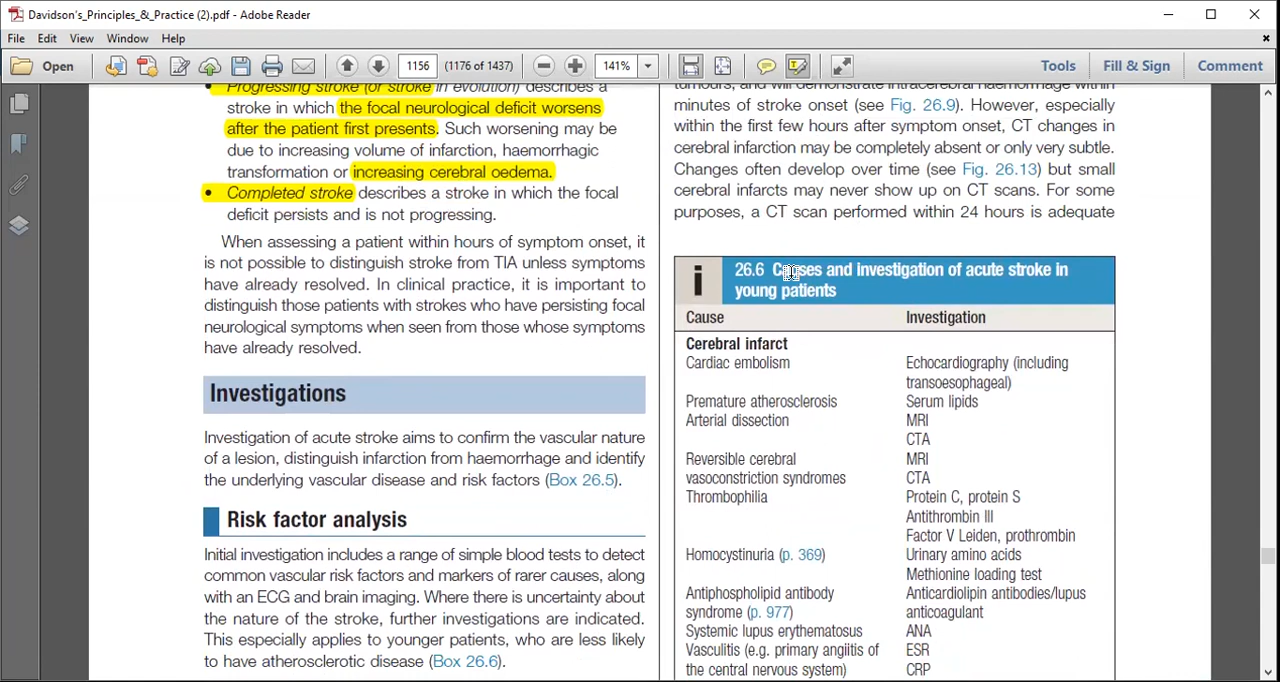 Davidson's_Principles_&_Practice (2).pdf - Adobe Reader
File Edit View Window Help
Open 1156 (1176 of 1437) 141% Tools Fill & Sign Comment
• Progressing stroke (or stroke in evolution) describes a
stroke in which the focal neurological deficit worsens
after the patient first presents. Such worsening may be
due to increasing volume of infarction, haemorrhagic
transformation or increasing cerebral oedema.
• Completed stroke describes a stroke in which the focal
deficit persists and is not progressing.
When assessing a patient within hours of symptom onset, it
is not possible to distinguish stroke from TIA unless symptoms
have already resolved. In clinical practice, it is important to
distinguish those patients with strokes who have persisting focal
neurological symptoms when seen from those whose symptoms
have already resolved.
Investigations
Investigation of acute stroke aims to confirm the vascular nature
of a lesion, distinguish infarction from haemorrhage and identify
the underlying vascular disease and risk factors (Box 26.5).
Risk factor analysis
Initial investigation includes a range of simple blood tests to detect
common vascular risk factors and markers of rarer causes, along
with an ECG and brain imaging. Where there is uncertainty about
the nature of the stroke, further investigations are indicated.
This especially applies to younger patients, who are less likely
to have atherosclerotic disease (Box 26.6).
tumours, and will demonstrate intracerebral haemorrhage within
minutes of stroke onset (see Fig. 26.9). However, especially
within the first few hours after symptom onset, CT changes in
cerebral infarction may be completely absent or only very subtle.
Changes often develop over time (see Fig. 26.13) but small
cerebral infarcts may never show up on CT scans. For some
purposes, a CT scan performed within 24 hours is adequate
i
26.6 Causes and investigation of acute stroke in
young patients
Cause Investigation
Cerebral infarct
Cardiac embolism Echocardiography (including
transoesophageal)
Premature atherosclerosis Serum lipids
Arterial dissection MRI
CTA
Reversible cerebral MRI
vasoconstriction syndromes CTA
Thrombophilia Protein C, protein S
Antithrombin III
Factor V Leiden, prothrombin
Homocystinuria (p. 369) Urinary amino acids
Methionine loading test
Antiphospholipid antibody Anticardiolipin antibodies/lupus
syndrome (p. 977) anticoagulant
Systemic lupus erythematosus ANA
Vasculitis (e.g. primary angiitis of ESR
the central nervous system) CRP